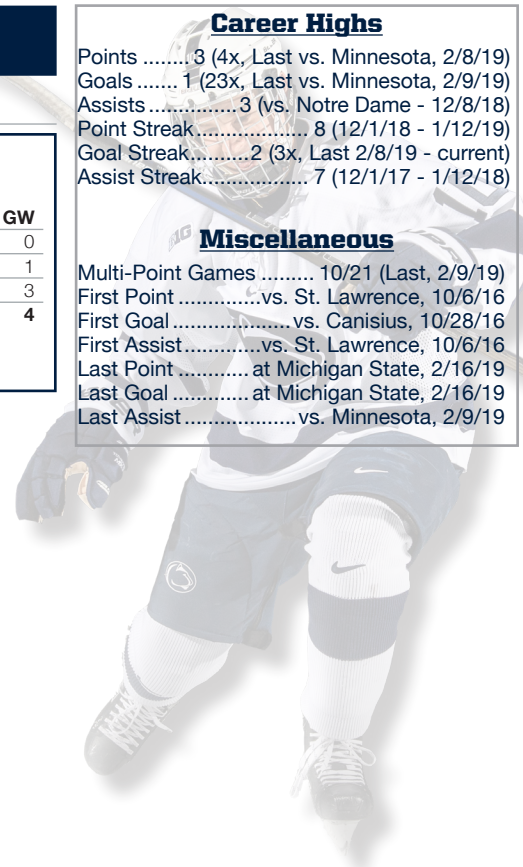 GW
0
1
3
4
Career Highs
Points ........ 3 (4x, Last vs. Minnesota, 2/8/19)
Goals ....... 1 (23x, Last vs. Minnesota, 2/9/19)
Assists ............... 3 (vs. Notre Dame - 12/8/18)
Point Streak ................... 8 (12/1/18 - 1/12/19)
Goal Streak ..........2 (3x, Last 2/8/19 - current)
Assist Streak .................. 7 (12/1/17 - 1/12/18)
Miscellaneous
Multi-Point Games ......... 10/21 (Last, 2/9/19)
First Point ..............vs. St. Lawrence, 10/6/16
First Goal ....................vs. Canisius, 10/28/16
First Assist .............vs. St. Lawrence, 10/6/16
Last Point ............ at Michigan State, 2/16/19
Last Goal ............. at Michigan State, 2/16/19
Last Assist ...................vs. Minnesota, 2/9/19